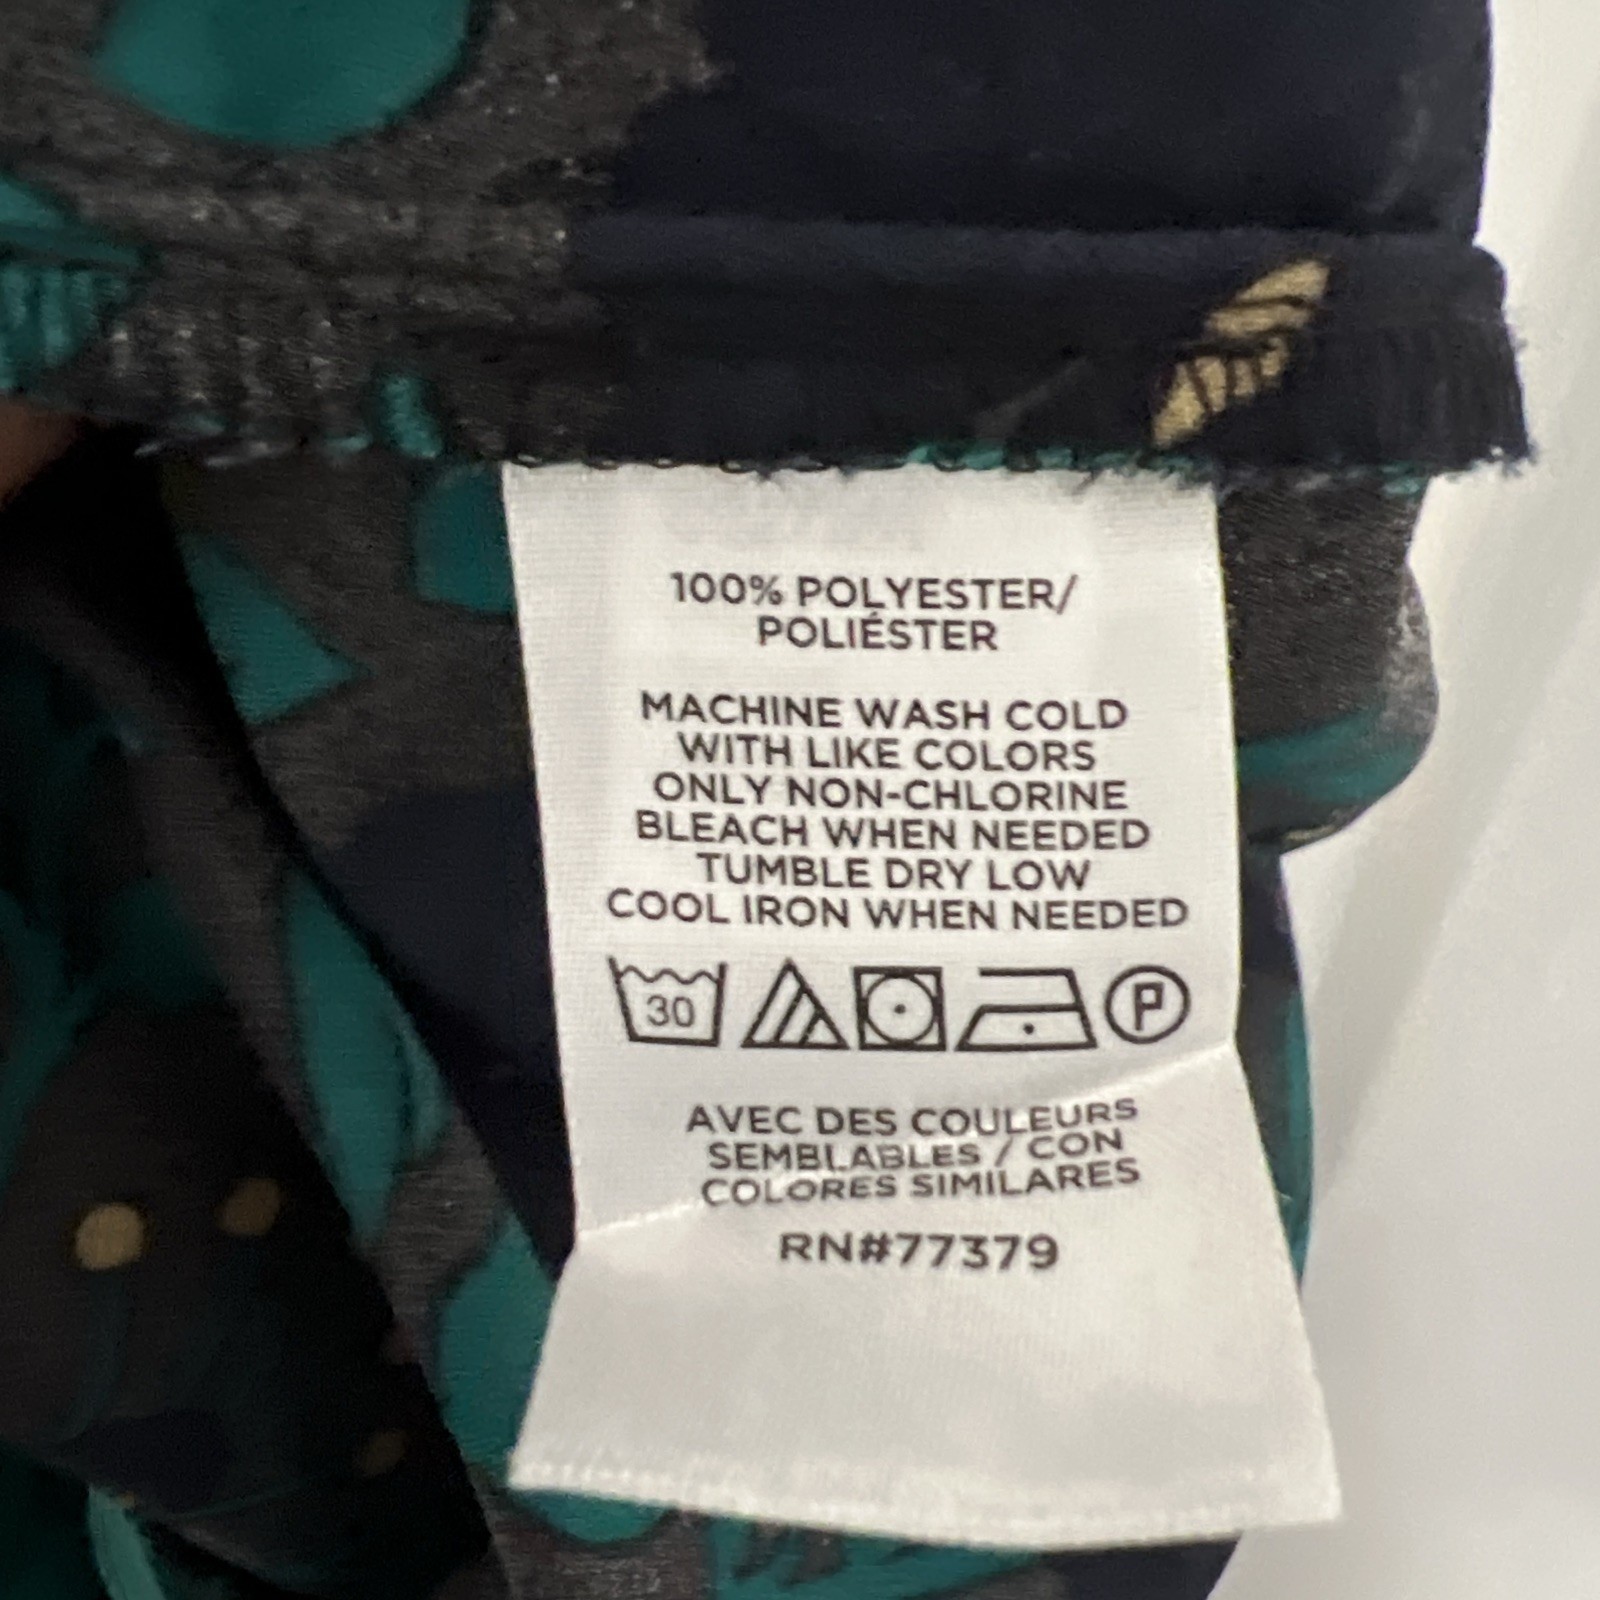 100% POLYESTER/
POLIÉSTER
MACHINE WASH COLD
WITH LIKE COLORS
ONLY NON-CHLORINE
BLEACH WHEN NEEDED
TUMBLE DRY LOW
COOL IRON WHEN NEEDED
30 P
AVEC DES COULEURS
SEMBLABLES / CON
COLORES SIMILARES
RN#77379